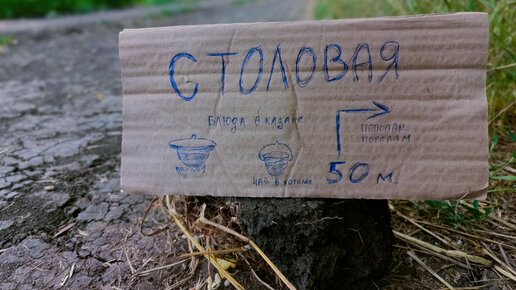 СТОЛОВАЯ
БЛЮДА В КАЗАНЕ
ПОПОЛАМ
ПОПОЛАМ
ЧАЙ В КОТЕЛКЕ
50 м